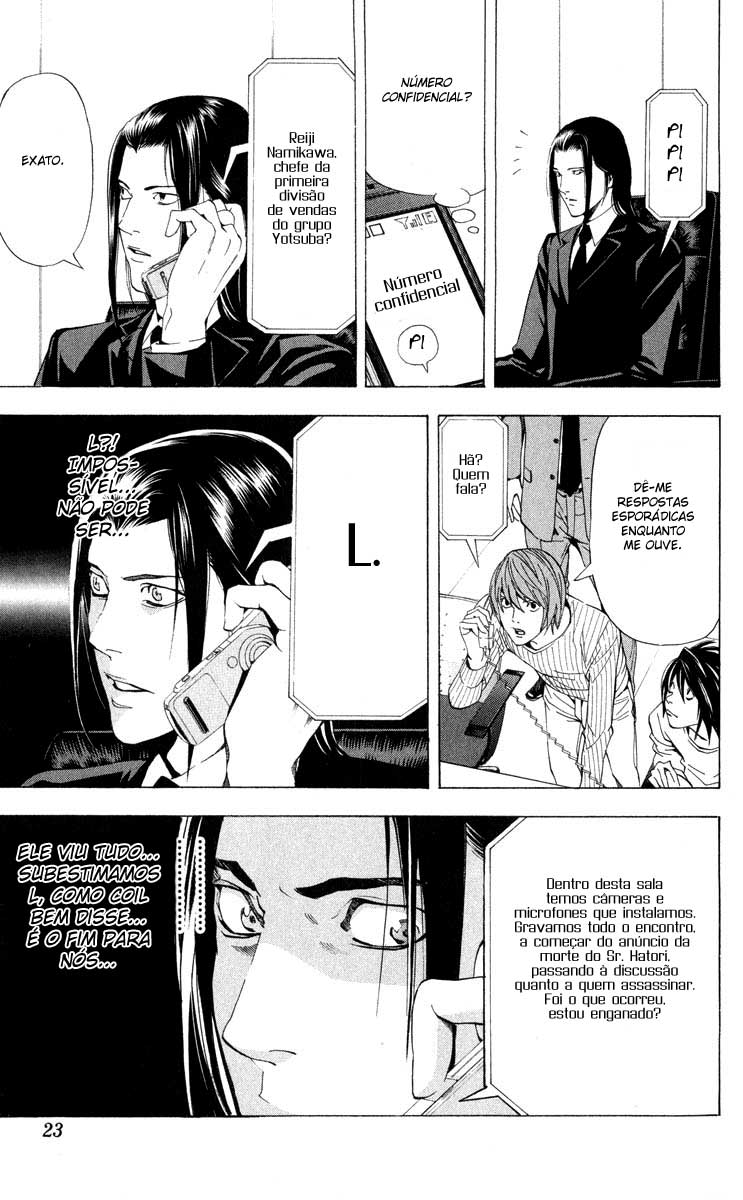 PI
PI
PI
NÚMERO
CONFIDENCIAL?
Número
confidencial
PI
Reiji
Namikawa,
chefe da
primeira
divisão
de vendas
do grupo
Yotsuba?
EXATO.
DÊ-ME
RESPOSTAS
ESPORÁDICAS
ENQUANTO
ME OUVE.
Hã?
Quem
fala?
L.
L?!
IMPOS-
SÍVEL...
NÃO PODE
SER...
Dentro desta sala
temos câmeras e
microfones que instalamos.
Gravamos todo o encontro,
a começar do anúncio da
morte do Sr. Hatori,
passando à discussão
quanto a quem assassinar.
Foi o que ocorreu,
estou enganado?
ELE VIU TUDO...
SUBESTIMAMOS
L, COMO COIL
BEM DISSE...
É O FIM PARA
NÓS...
23